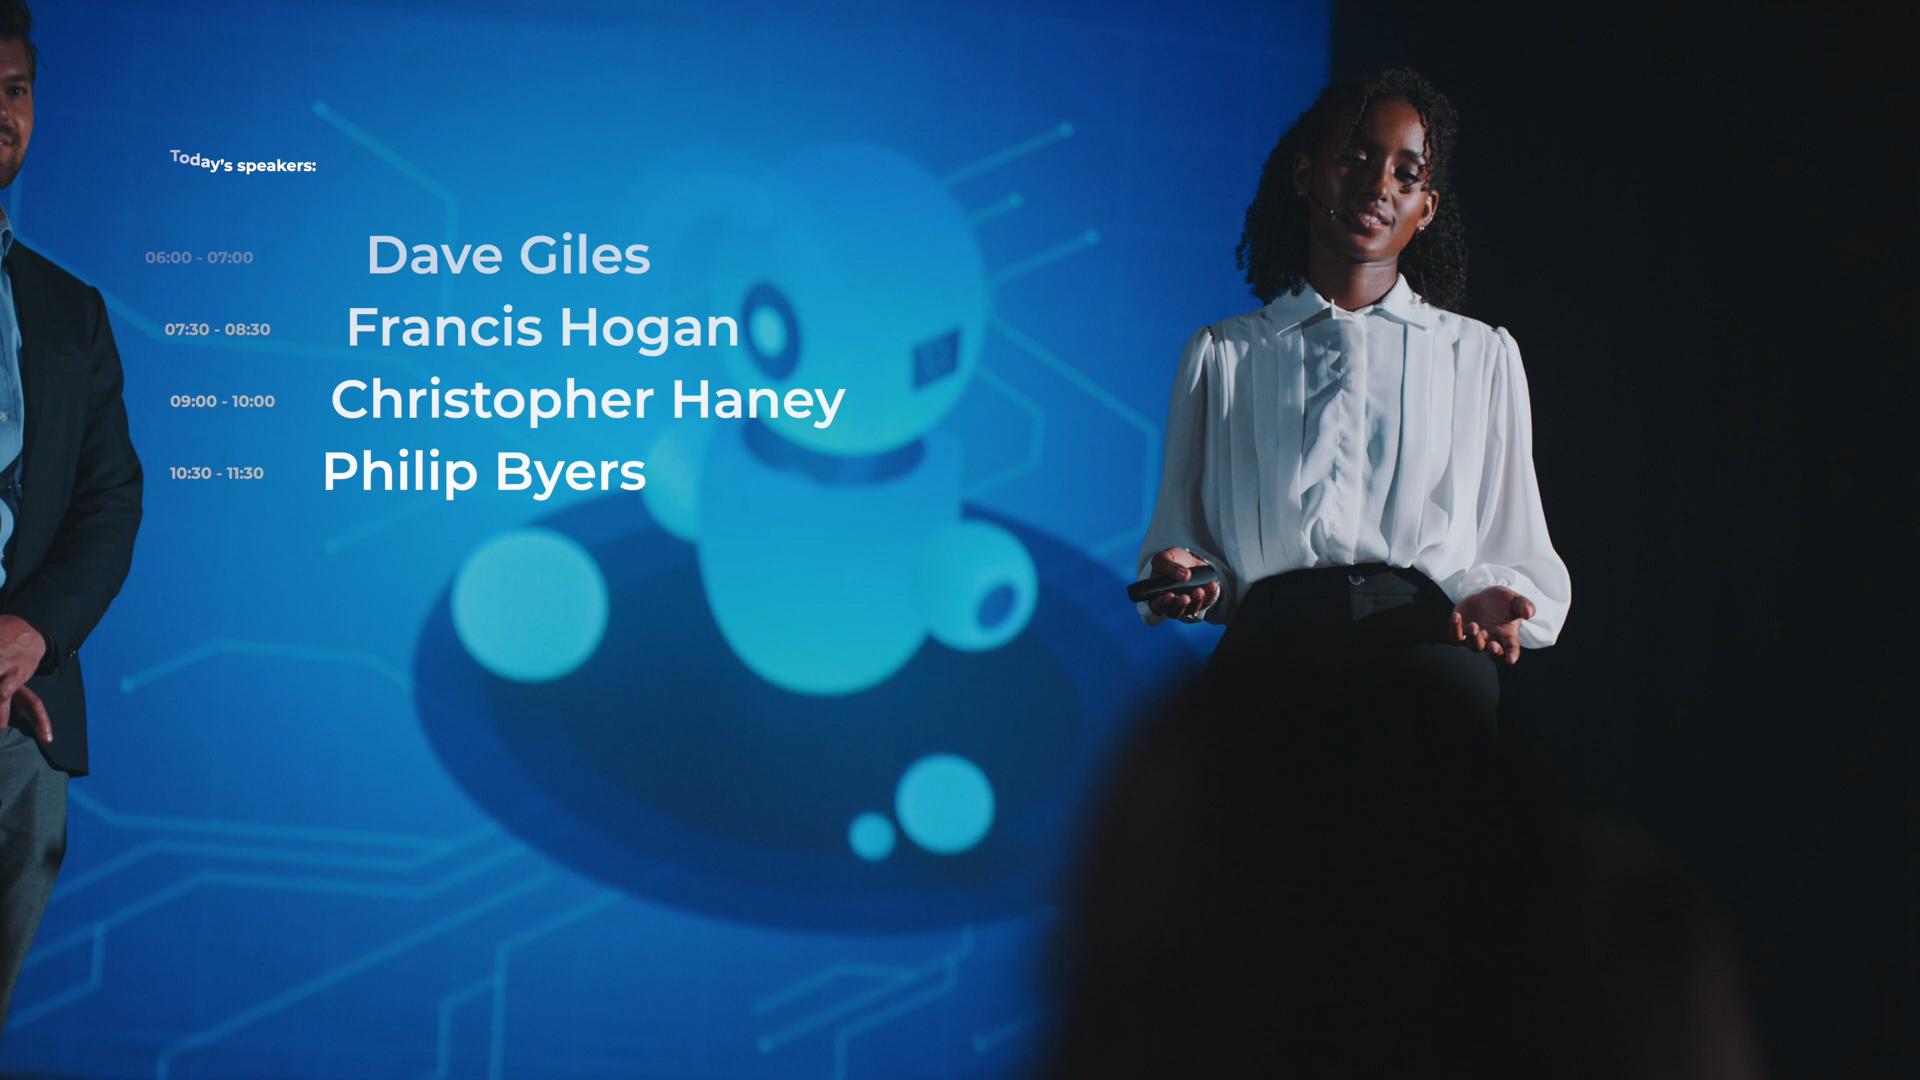 Today's speakers:
06:00 - 07:00 Dave Giles
07:30 - 08:30 Francis Hogan
09:00 - 10:00 Christopher Haney
10:30 - 11:30 Philip Byers